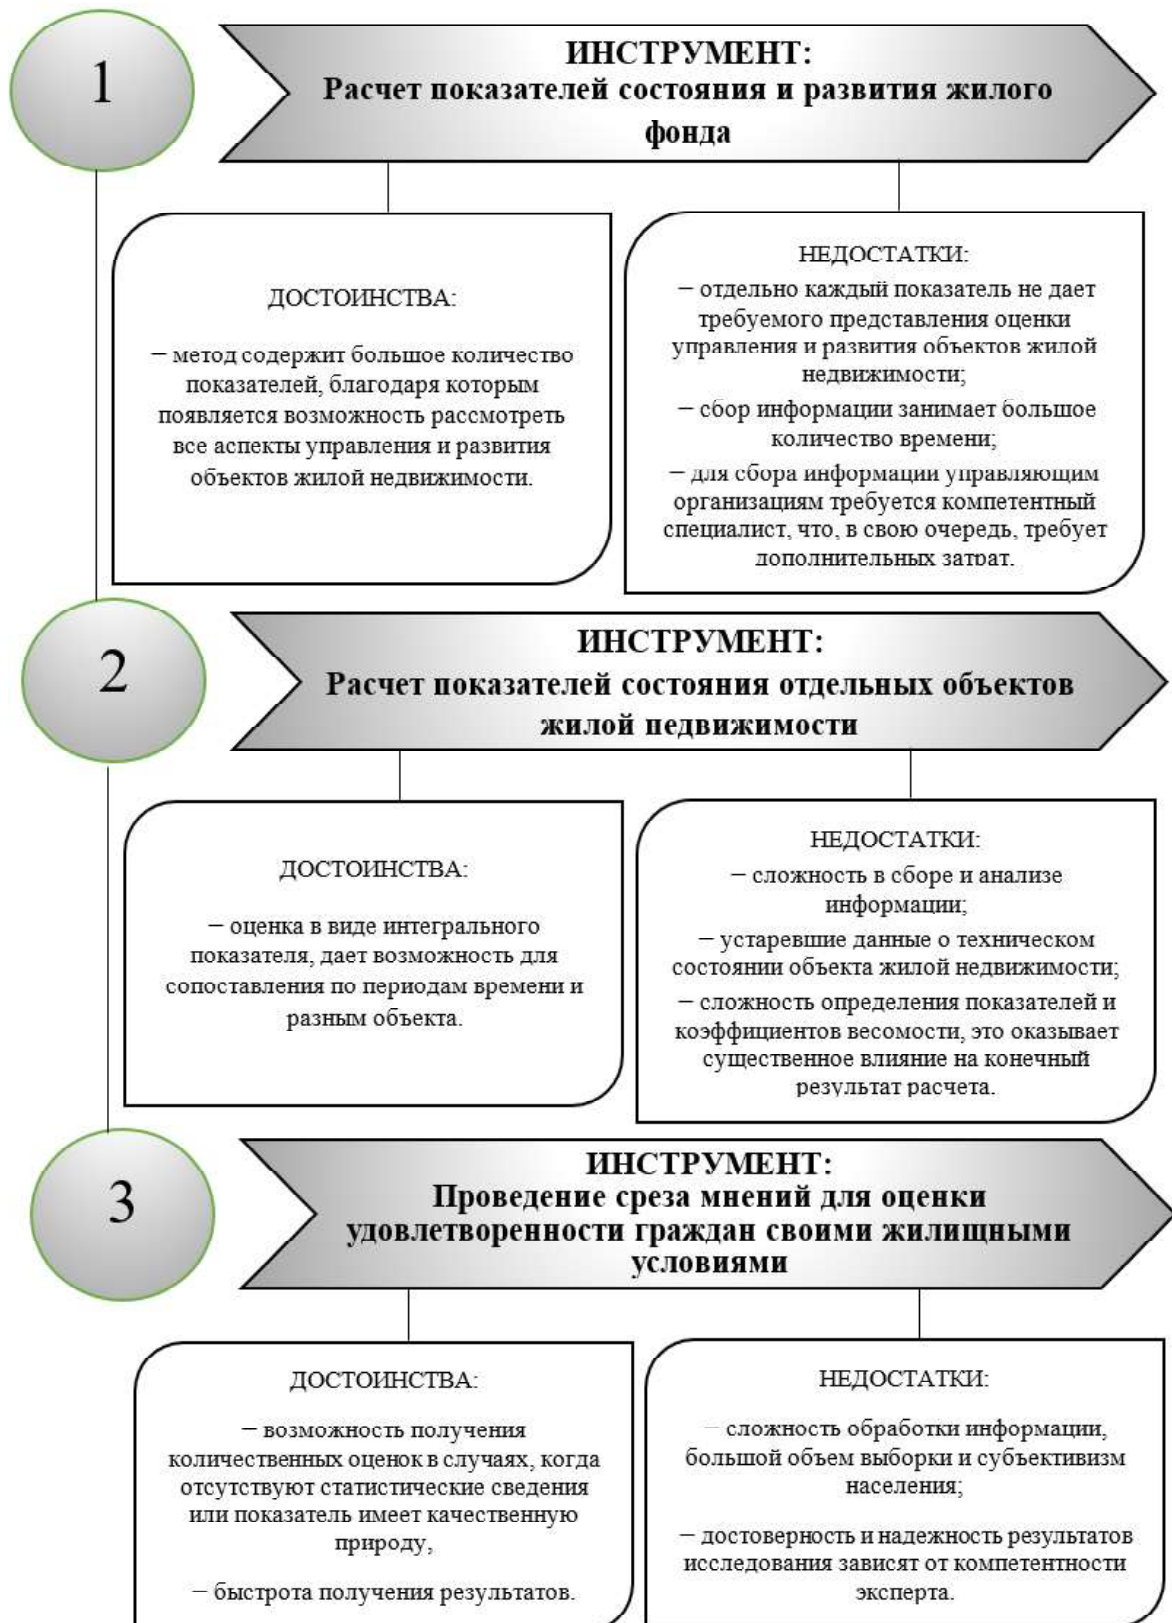 1
ИНСТРУМЕНТ:
Расчет показателей состояния и развития жилого
фонда
ДОСТОИНСТВА:
– метод содержит большое количество
показателей, благодаря которым
появляется возможность рассмотреть
все аспекты управления и развития
объектов жилой недвижимости.
НЕДОСТАТКИ:
– отдельно каждый показатель не дает
требуемого представления оценки
управления и развития объектов жилой
недвижимости;
– сбор информации занимает большое
количество времени;
– для сбора информации управляющим
организациям требуется компетентный
специалист, что, в свою очередь, требует
дополнительных затрат.
2
ИНСТРУМЕНТ:
Расчет показателей состояния отдельных объектов
жилой недвижимости
ДОСТОИНСТВА:
– оценка в виде интегрального
показателя, дает возможность для
сопоставления по периодам времени и
разным объекта.
НЕДОСТАТКИ:
– сложность в сборе и анализе
информации;
– устаревшие данные о техническом
состоянии объекта жилой недвижимости;
– сложность определения показателей и
коэффициентов весомости, это оказывает
существенное влияние на конечный
результат расчета.
3
ИНСТРУМЕНТ:
Проведение среза мнений для оценки
удовлетворенности граждан своими жилищными
условиями
ДОСТОИНСТВА:
– возможность получения
количественных оценок в случаях, когда
отсутствуют статистические сведения
или показатель имеет качественную
природу,
– быстрота получения результатов.
НЕДОСТАТКИ:
– сложность обработки информации,
большой объем выборки и субъективизм
населения;
– достоверность и надежность результатов
исследования зависят от компетентности
эксперта.